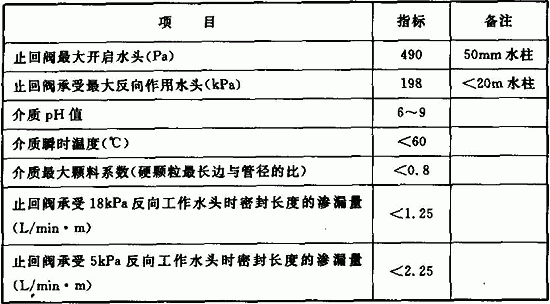 项 目 指标 备注
止回阀最大开启水头(Pa) 490 50mm 水柱
止回阀承受最大反向作用水头(kPa) 198 <20m 水柱
介质 pH 值 6～9
介质瞬时温度(℃) <60
介质最大颗料系数(硬颗粒最长边与管径的比) <0.8
止回阀承受 18kPa 反向工作水头时密封长度的渗漏量
(L/min·m) <1.25
止回阀承受 5kPa 反向工作水头时密封长度的渗漏量
(L/min·m) <2.25